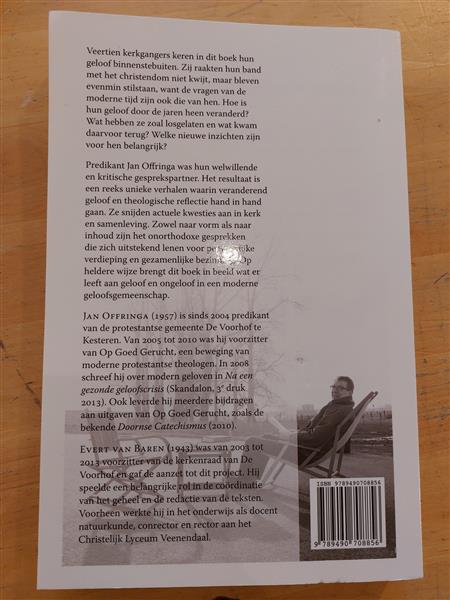 Veertien kerkgangers keren in dit boek hun
geloof binnenstebuiten. Zij raakten hun band
met het christendom niet kwijt, maar bleven
evenmin stilstaan, want de vragen van de
moderne tijd zijn ook die van hen. Hoe is
hun geloof door de jaren heen veranderd?
Wat hebben ze zoal losgelaten en wat kwam
daarvoor terug? Welke nieuwe inzichten zijn
voor hen belangrijk?
Predikant Jan Offringa was hun welwillende
en kritische gesprekspartner. Het resultaat is
een reeks unieke verhalen waarin veranderend
geloof en theologische reflectie hand in hand
gaan. Ze snijden actuele kwesties aan in kerk
en samenleving. Zowel naar vorm als naar
inhoud zijn het onorthodoxe gesprekken
die zich uitstekend lenen voor persoonlijke
verdieping en gezamenlijke bezinning. Op
heldere wijze brengt dit boek in beeld wat er
leeft aan geloof en ongeloof in een moderne
geloofsgemeenschap.
JAN OFFRINGA (1957) is sinds 2004 predikant
van de protestantse gemeente De Voorhof te
Kesteren. Van 2005 tot 2010 was hij voorzitter
van Op Goed Gerucht, een beweging van
moderne protestantse theologen. In 2008
schreef hij over modern geloven in Na een
gezonde geloofscrisis (Skandalon, 3e druk
2013). Ook leverde hij meerdere bijdragen
aan uitgaven van Op Goed Gerucht, zoals de
bekende Doornse Catechismus (2010).
EVERT VAN BAREN (1943) was van 2003 tot
2013 voorzitter van de kerkenraad van De
Voorhof en gaf de aanzet tot dit project. Hij
speelde een belangrijke rol in de coördinatie
van het geheel en de redactie van de teksten.
Voorheen werkte hij in het onderwijs als docent
natuurkunde, conrector en rector aan het
Christelijk Lyceum Veenendaal.
ISBN 9789490708856
9 789490 708856